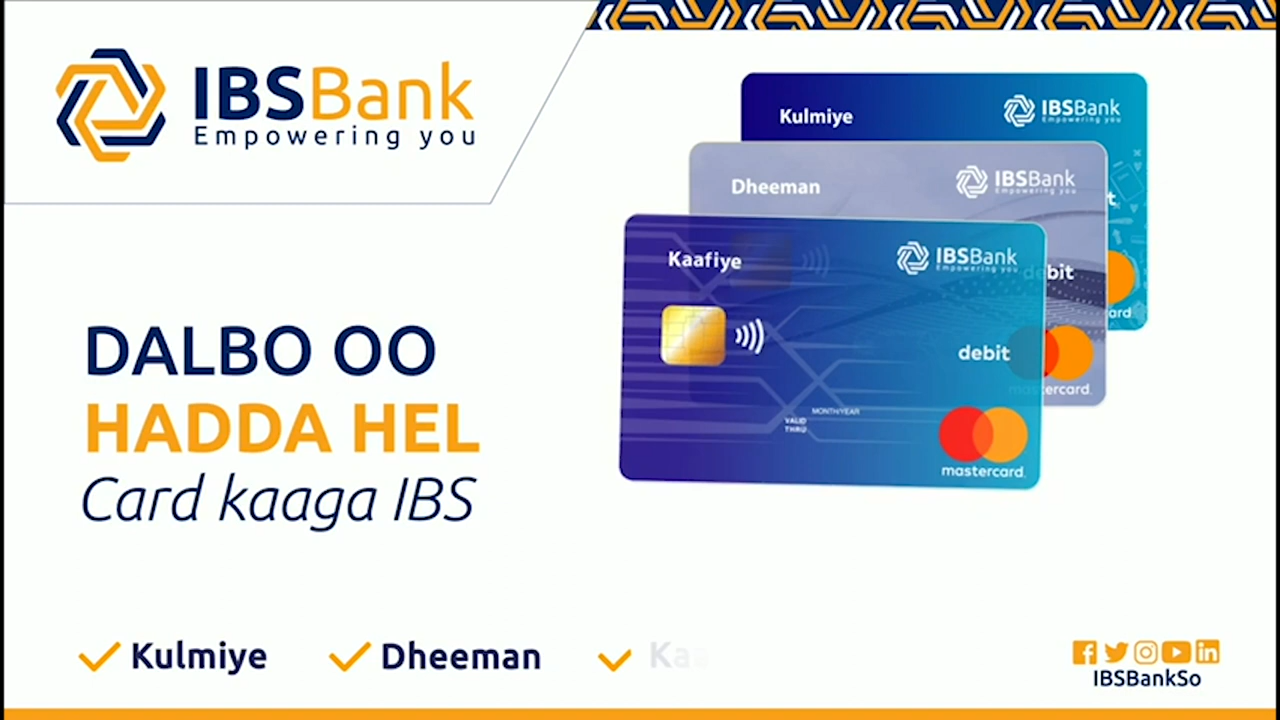 IBSBank
Empowering you
Kulmiye
IBSBank
Empowering you
Dheeman
IBSBank
Empowering you
Kaafiye
IBSBank
Empowering you
debit
debit
mastercard.
MONTH/YEAR
VALID
THRU
mastercard.
DALBO OO
HADDA HEL
Card kaaga IBS
Kulmiye
Dheeman
IBSBankSo